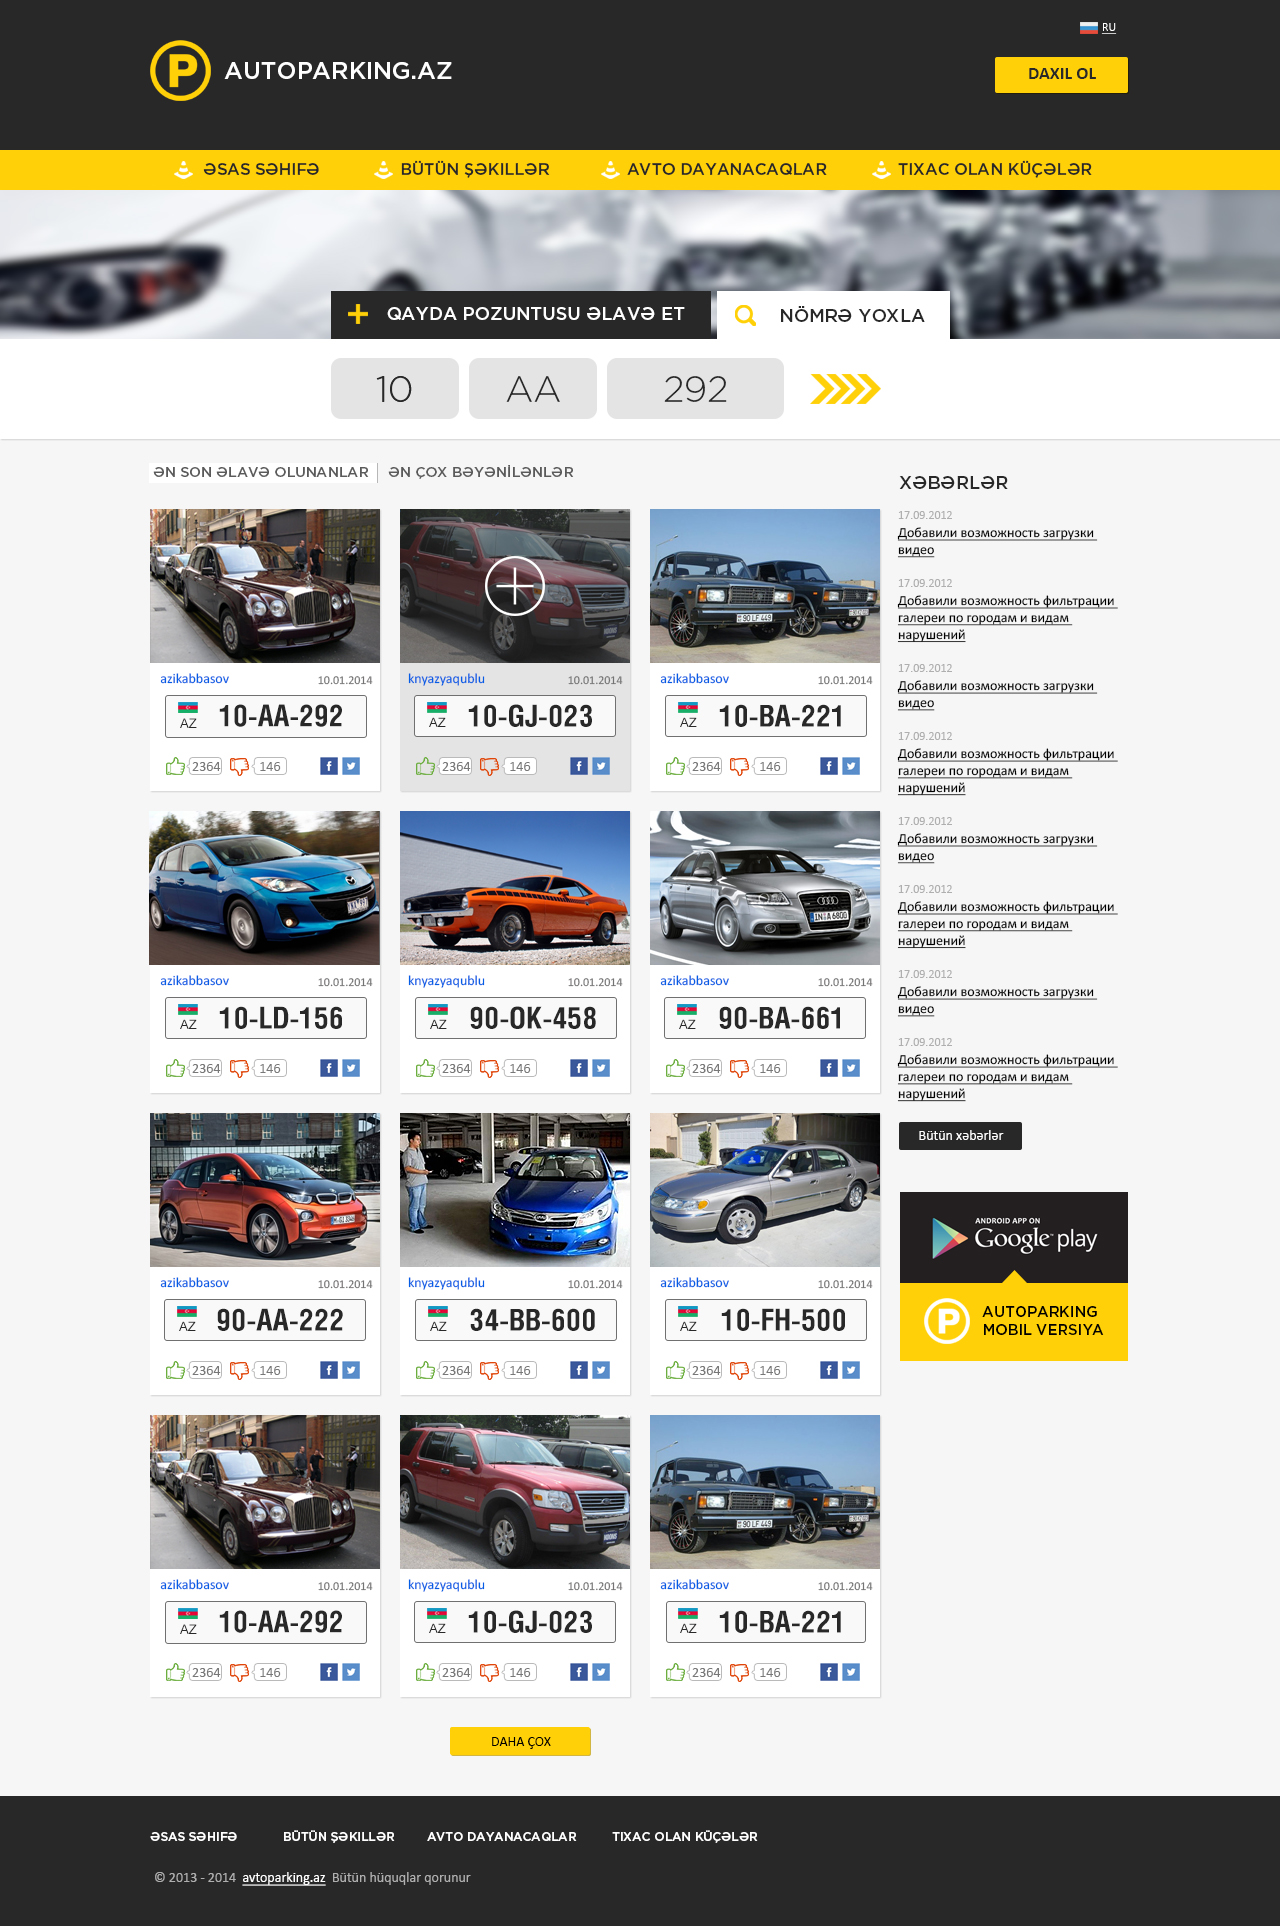 RU
P AUTOPARKING.AZ
DAXIL OL
ƏSAS SƏHIFƏ
BÜTÜN ŞƏKILLƏR
AVTO DAYANACAQLAR
TIXAC OLAN KÜÇƏLƏR
QAYDA POZUNTUSU ƏLAVƏ ET
NÖMRƏ YOXLA
10 AA 292
ƏN SON ƏLAVƏ OLUNANLAR
ƏN ÇOX BƏYƏNİLƏNLƏR
azikabbasov 10.01.2014
AZ 10-AA-292
2364 146
knyazyaqublu 10.01.2014
AZ 10-GJ-023
2364 146
90 LF 449
azikabbasov 10.01.2014
AZ 10-BA-221
2364 146
azikabbasov 10.01.2014
AZ 10-LD-156
2364 146
knyazyaqublu 10.01.2014
AZ 90-OK-458
2364 146
IN A 6800
azikabbasov 10.01.2014
AZ 90-BA-661
2364 146
azikabbasov 10.01.2014
AZ 90-AA-222
2364 146
knyazyaqublu 10.01.2014
AZ 34-BB-600
2364 146
azikabbasov 10.01.2014
AZ 10-FH-500
2364 146
azikabbasov 10.01.2014
AZ 10-AA-292
2364 146
knyazyaqublu 10.01.2014
AZ 10-GJ-023
2364 146
90 LF 449
azikabbasov 10.01.2014
AZ 10-BA-221
2364 146
DAHA ÇOX
XƏBƏRLƏR
17.09.2012
Добавили возможность загрузки
видео
17.09.2012
Добавили возможность фильтрации
галереи по городам и видам
нарушений
17.09.2012
Добавили возможность загрузки
видео
17.09.2012
Добавили возможность фильтрации
галереи по городам и видам
нарушений
17.09.2012
Добавили возможность загрузки
видео
17.09.2012
Добавили возможность фильтрации
галереи по городам и видам
нарушений
17.09.2012
Добавили возможность загрузки
видео
17.09.2012
Добавили возможность фильтрации
галереи по городам и видам
нарушений
Bütün xəbərlər
ANDROID APP ON
Google play
P AUTOPARKING
MOBIL VERSIYA
ƏSAS SƏHIFƏ
BÜTÜN ŞƏKILLƏR
AVTO DAYANACAQLAR
TIXAC OLAN KÜÇƏLƏR
© 2013 - 2014 avtoparking.az Bütün hüquqlar qorunur